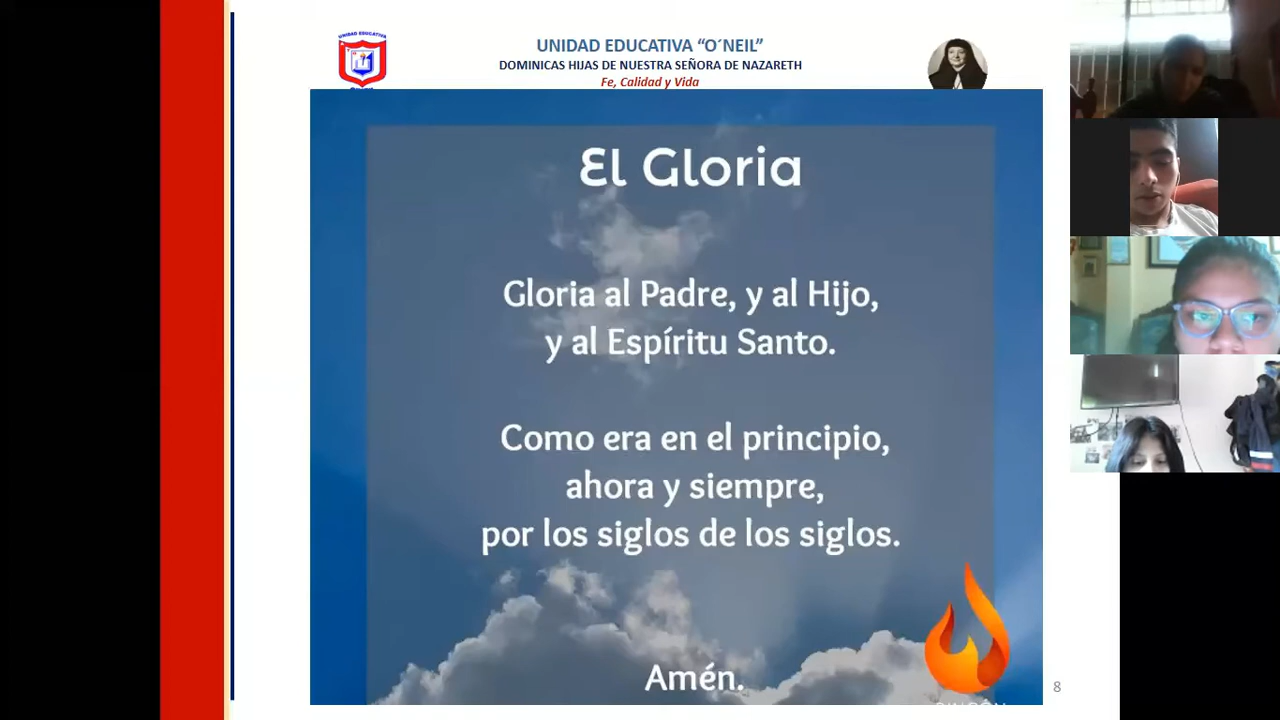 UNIDAD EDUCATIVA
UNIDAD EDUCATIVA “O´NEIL”
DOMINICAS HIJAS DE NUESTRA SEÑORA DE NAZARETH
Fe, Calidad y Vida
El Gloria
Gloria al Padre, y al Hijo,
y al Espíritu Santo.
Como era en el principio,
ahora y siempre,
por los siglos de los siglos.
Amén.
8